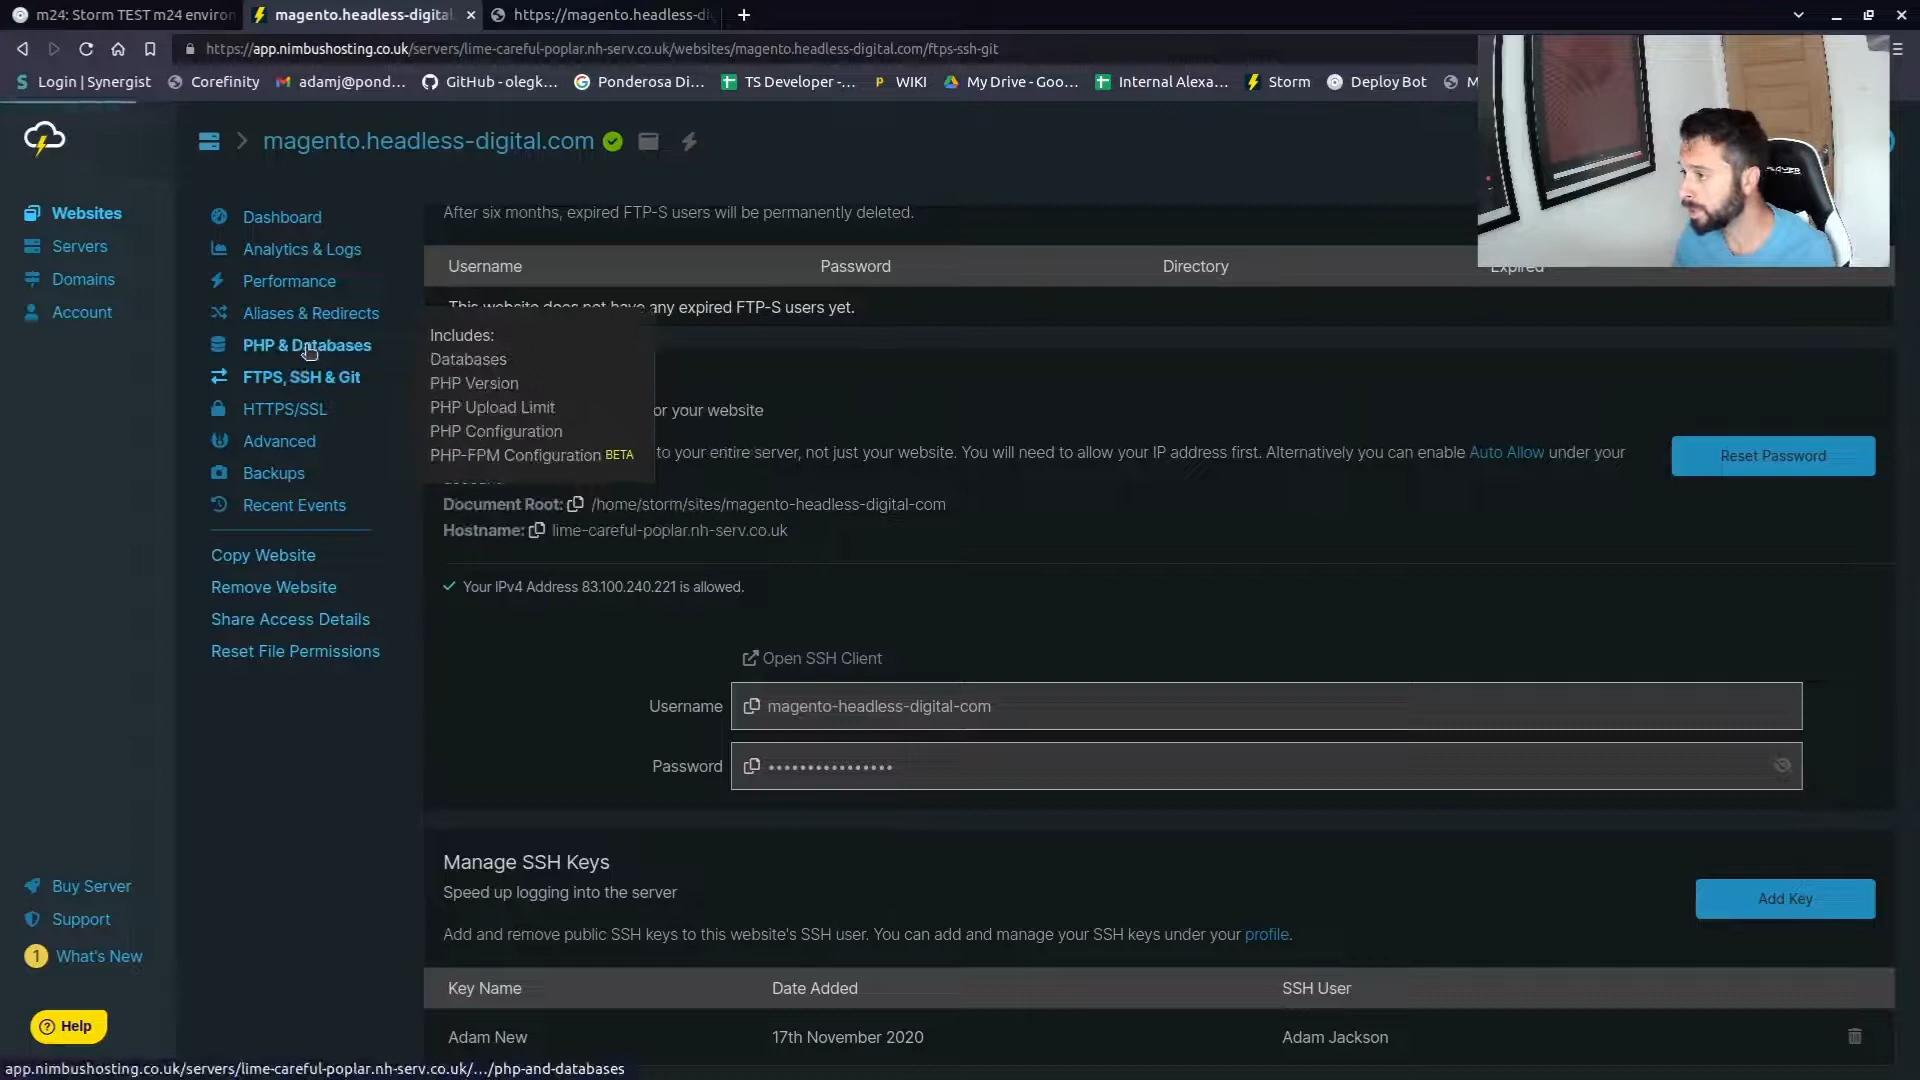 m24: Storm TEST m24 environ
magento.headless-digital.
https://magento.headless-di
https://app.nimbushosting.co.uk/servers/lime-careful-poplar.nh-serv.co.uk/websites/magento.headless-digital.com/ftps-ssh-git
Login | Synergist
Corefinity
adamj@pond...
GitHub - olegk...
Ponderosa Di...
TS Developer -...
WIKI
My Drive - Goo...
Internal Alexa...
Storm
Deploy Bot
M
magento.headless-digital.com
Websites
Servers
Domains
Account
Dashboard
Analytics & Logs
Performance
Aliases & Redirects
PHP & Databases
FTPS, SSH & Git
HTTPS/SSL
Advanced
Backups
Recent Events
Copy Website
Remove Website
Share Access Details
Reset File Permissions
After six months, expired FTP-S users will be permanently deleted.
Username Password Directory Expired
This website does not have any expired FTP-S users yet.
Includes:
Databases
PHP Version
PHP Upload Limit
PHP Configuration
PHP-FPM Configuration BETA
or your website
to your entire server, not just your website. You will need to allow your IP address first. Alternatively you can enable Auto Allow under your
Reset Password
Document Root: /home/storm/sites/magento-headless-digital-com
Hostname: lime-careful-poplar.nh-serv.co.uk
Your IPv4 Address 83.100.240.221 is allowed.
Open SSH Client
Username magento-headless-digital-com
Password ••••••••••••••••
Manage SSH Keys
Speed up logging into the server
Add Key
Add and remove public SSH keys to this website's SSH user. You can add and manage your SSH keys under your profile.
Key Name Date Added SSH User
Adam New 17th November 2020 Adam Jackson
Buy Server
Support
1 What's New
Help
app.nimbushosting.co.uk/servers/lime-careful-poplar.nh-serv.co.uk/…/php-and-databases